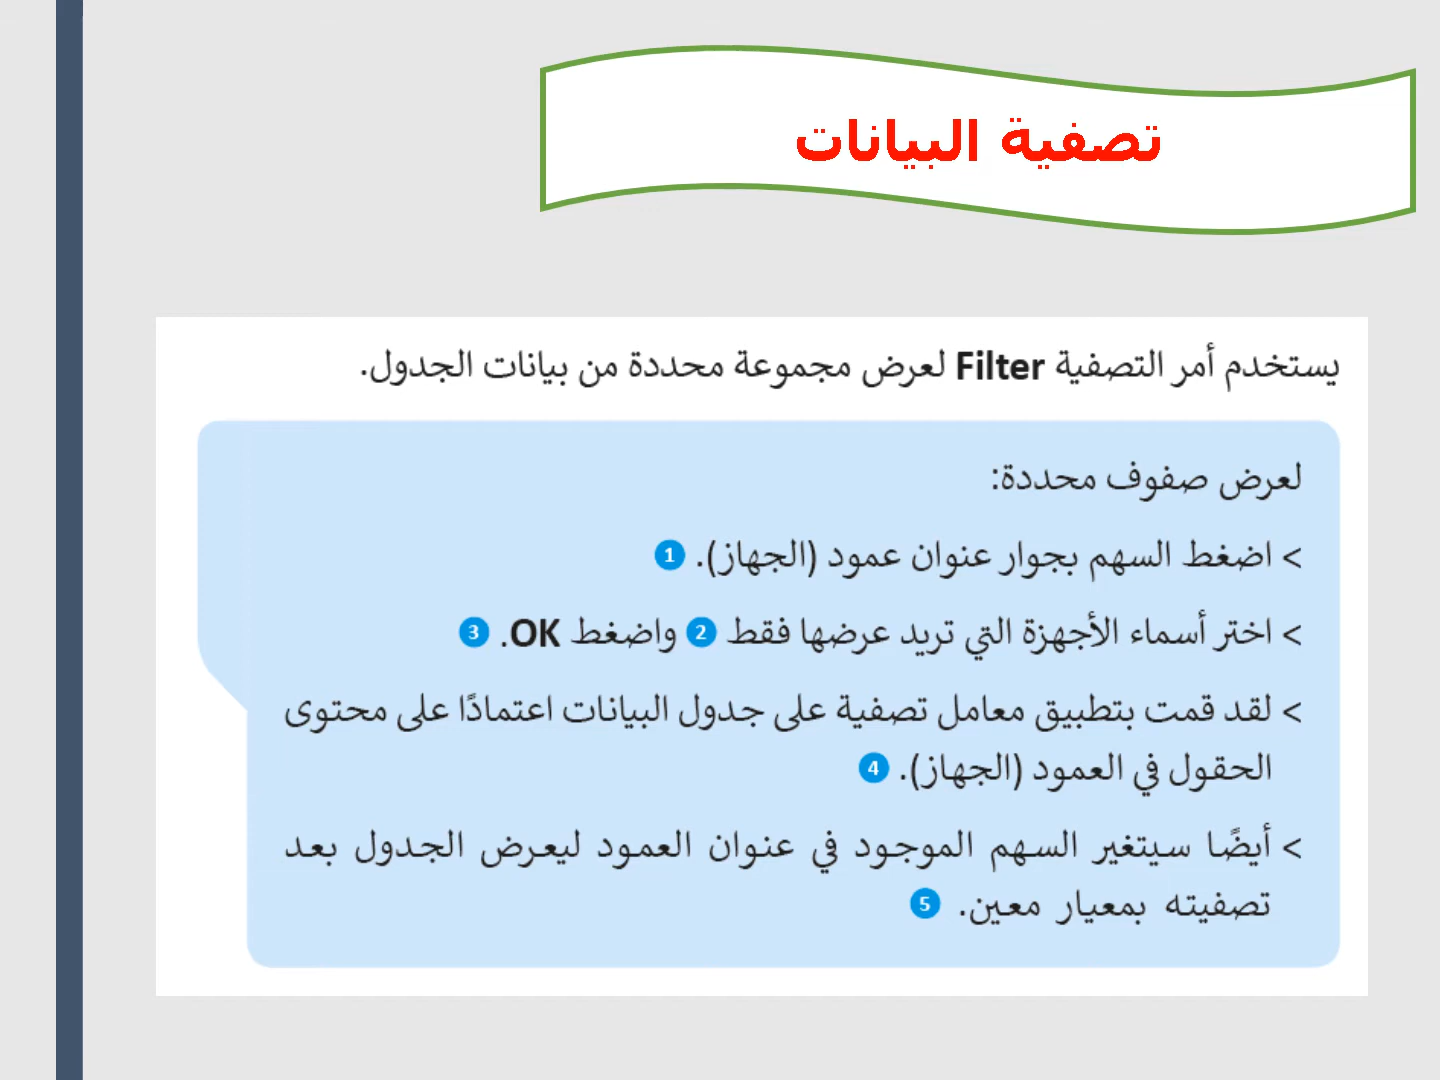 تصفية البيانات
يستخدم أمر التصفية Filter لعرض مجموعة محددة من بيانات الجدول.
لعرض صفوف محددة:
> اضغط السهم بجوار عنوان عمود (الجهاز). 1
> اختر أسماء الأجهزة التي تريد عرضها فقط 2 واضغط OK. 3
> لقد قمت بتطبيق معامل تصفية على جدول البيانات اعتمادًا على محتوى
الحقول في العمود (الجهاز). 4
> أيضًا سيتغير السهم الموجود في عنوان العمود ليعرض الجدول بعد
تصفيته بمعيار معين. 5